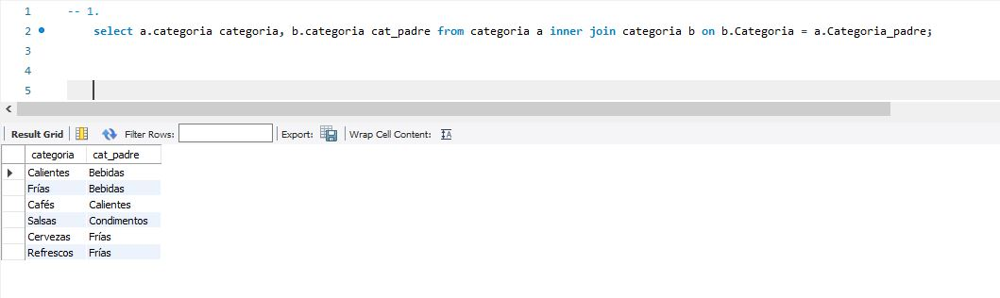 1 -- 1.
2 select a.categoria categoria, b.categoria cat_padre from categoria a inner join categoria b on b.Categoria = a.Categoria_padre;
3
4
5
Result Grid Filter Rows: Export: Wrap Cell Content:
categoria cat_padre
Calientes Bebidas
Frías Bebidas
Cafés Calientes
Salsas Condimentos
Cervezas Frías
Refrescos Frías